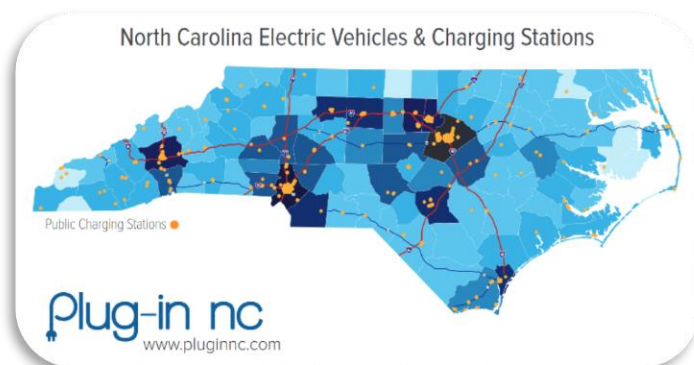 North Carolina Electric Vehicles & Charging Stations
Public Charging Stations
Plug-in nc
www.pluginnc.com